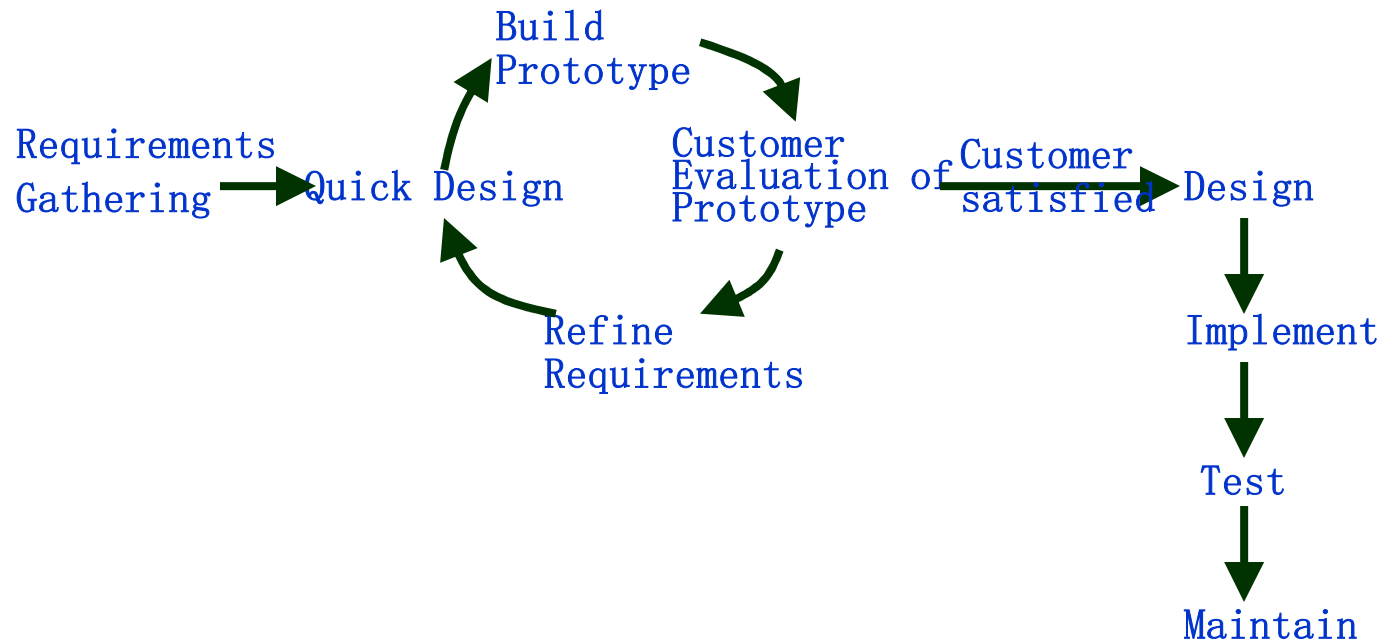 Build
Prototype
Requirements
Gathering
Quick Design
Customer
Evaluation of
Prototype
Customer
satisfied
Design
Refine
Requirements
Implement
Test
Maintain